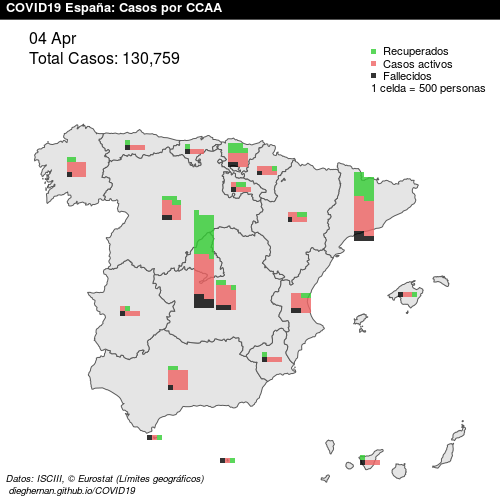 COVID19 España: Casos por CCAA
04 Apr
Total Casos: 130,759
Recuperados
Casos activos
Fallecidos
1 celda = 500 personas
Datos: ISCIII, © Eurostat (Límites geográficos)
dieghernan.github.io/COVID19